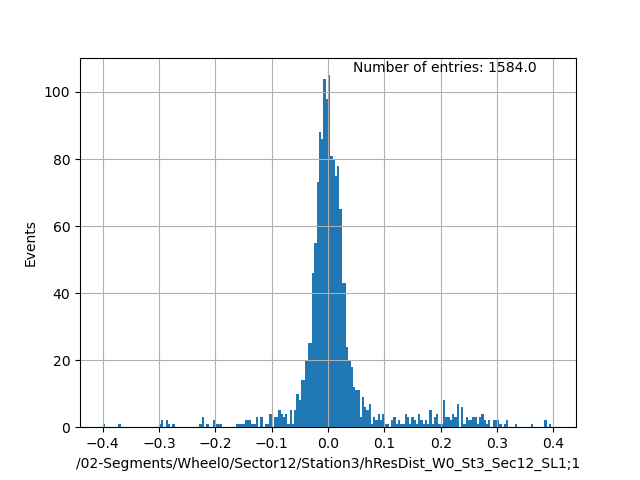 Number of entries: 1584.0
100
80
60
40
20
0
Events
−0.4 −0.3 −0.2 −0.1 0.0 0.1 0.2 0.3 0.4
/02-Segments/Wheel0/Sector12/Station3/hResDist_W0_St3_Sec12_SL1;1